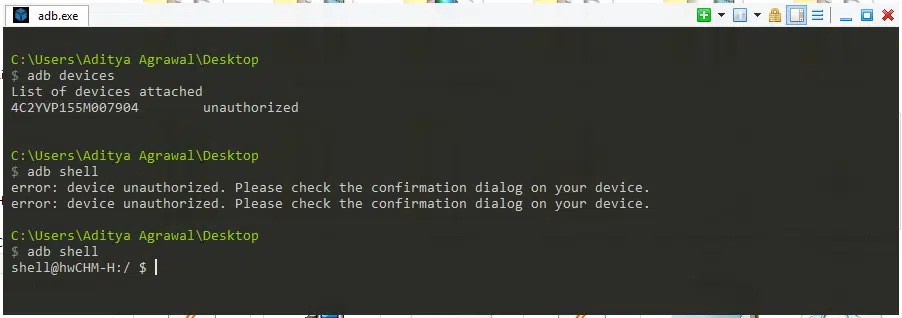 adb.exe
C:\Users\Aditya Agrawal\Desktop
$ adb devices
List of devices attached
4C2YVP155M007904        unauthorized
C:\Users\Aditya Agrawal\Desktop
$ adb shell
error: device unauthorized. Please check the confirmation dialog on your device.
error: device unauthorized. Please check the confirmation dialog on your device.
C:\Users\Aditya Agrawal\Desktop
$ adb shell
shell@hwCHM-H:/ $